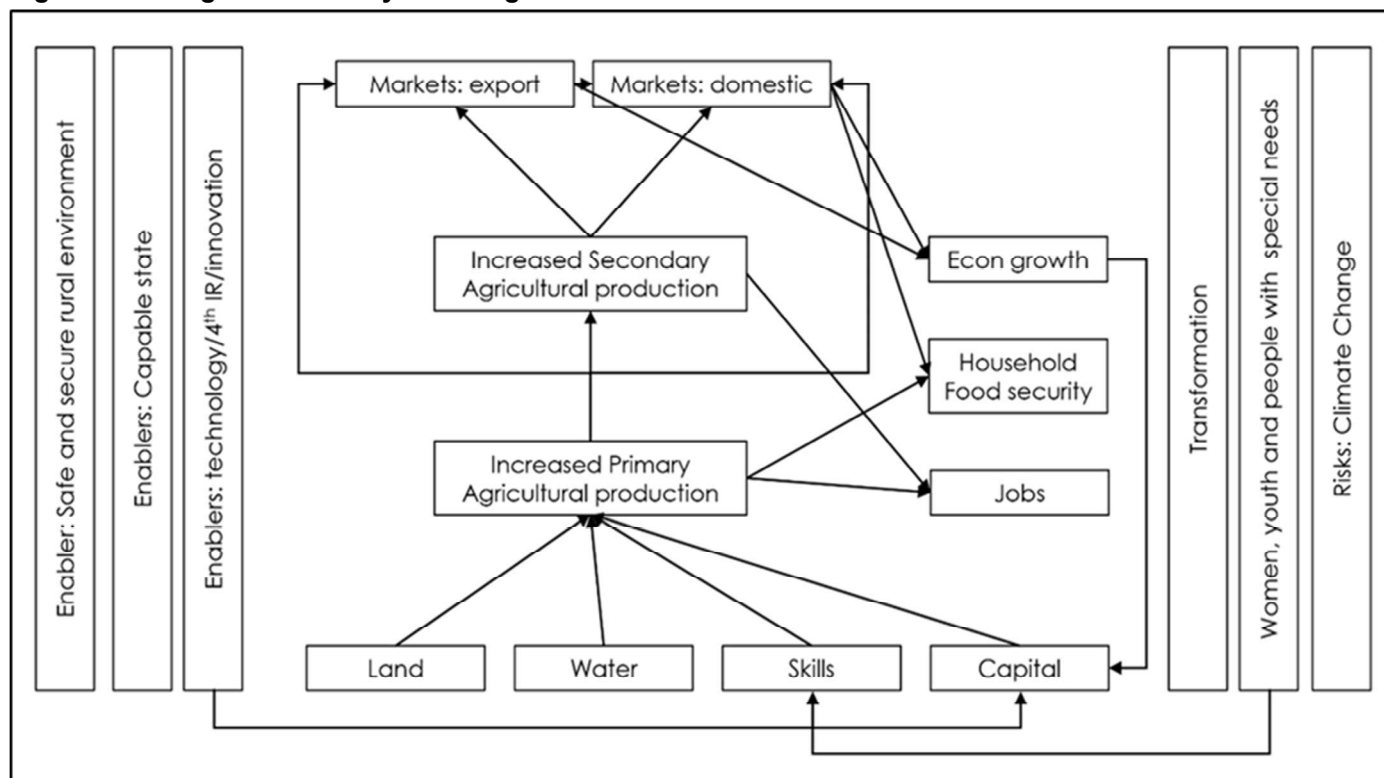 Markets: export
Markets: domestic
Increased Secondary
Agricultural production
Econ growth
Household
Food security
Increased Primary
Agricultural production
Jobs
Land
Water
Skills
Capital
Enabler: Safe and secure rural environment
Enablers: Capable state
Enablers: technology/4th IR/innovation
Transformation
Women, youth and people with special needs
Risks: Climate Change